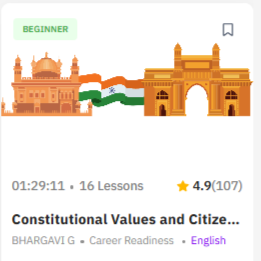 BEGINNER
01:29:11 • 16 Lessons ★ 4.9(107)
Constitutional Values and Citize...
BHARGAVI G • Career Readiness • English